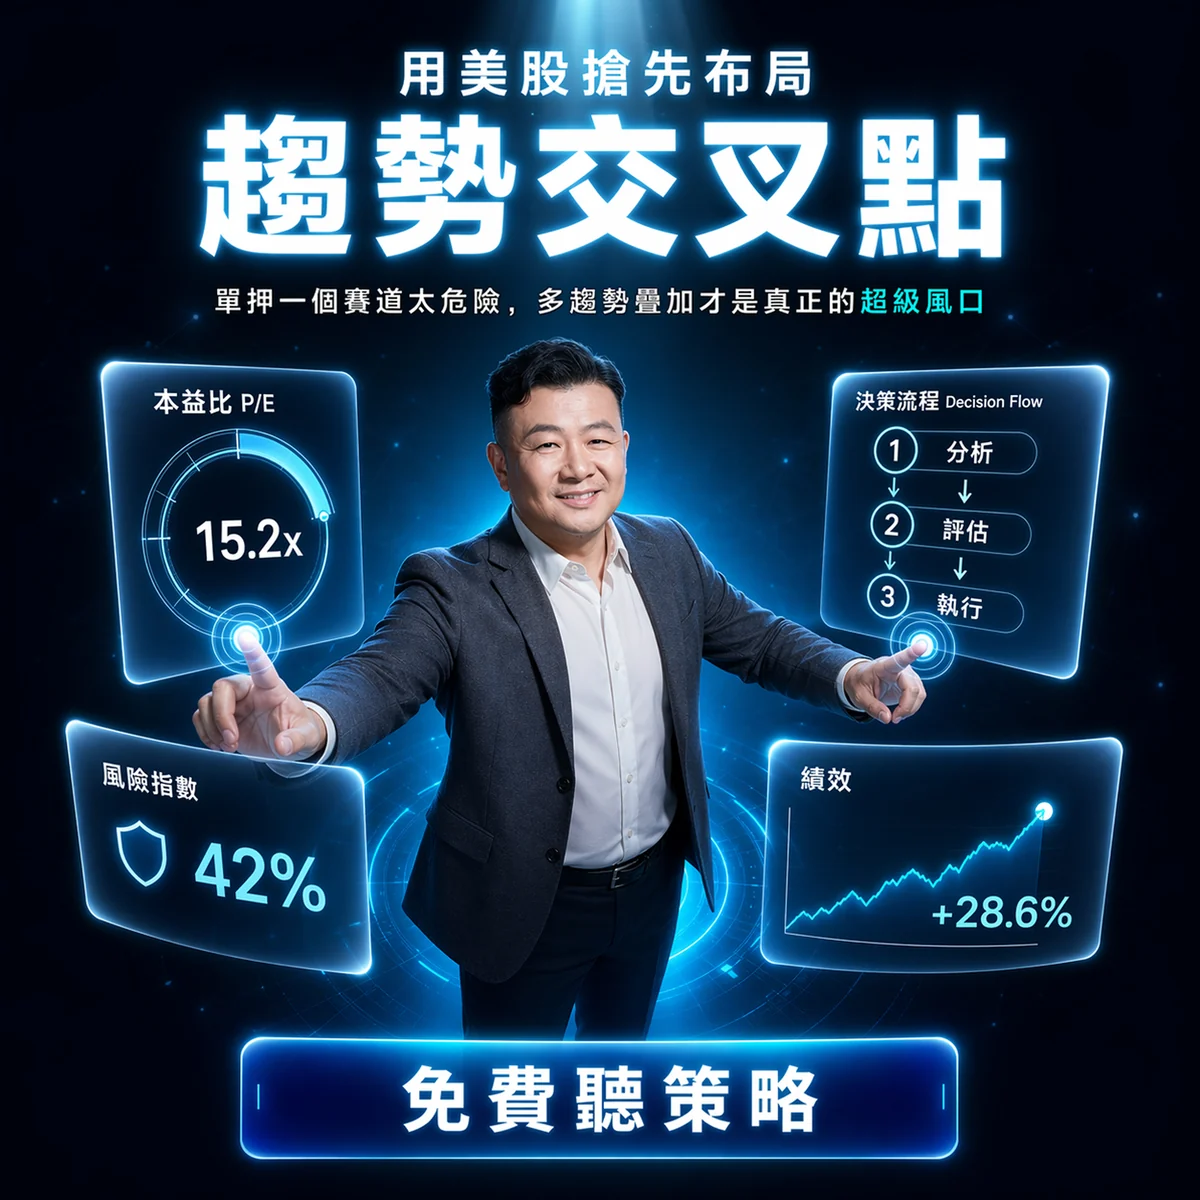 用美股搶先布局
趨勢交叉點
單押一個賽道太危險，多趨勢疊加才是真正的超級風口
本益比 P/E
15.2x
決策流程 Decision Flow
1 分析
2 評估
3 執行
風險指數
42%
績效
+28.6%
免費聽策略